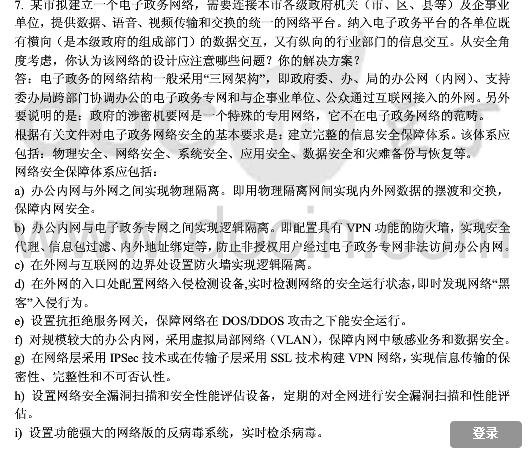 7. 某市拟建立一个电子政务网络，需要连接本市各级政府机关（市、区、县等）及企事业
单位，提供数据、语音、视频传输和交换的统一的网络平台。纳入电子政务平台的各单位既
有横向（是本级政府的组成部门）的数据交互，又有纵向的行业部门的信息交互。从安全角
度考虑，你认为该网络的设计应注意哪些问题？你的解决方案？
答：电子政务的网络结构一般采用“三网架构”，即政府委、办、局的办公网（内网）、支持
委办局跨部门协调办公的电子政务专网和与企事业单位、公众通过互联网接入的外网。另外
要说明的是：政府的涉密机要网是一个特殊的专用网络，它不在电子政务网络的范畴。
根据有关文件对电子政务网络安全的基本要求是：建立完整的信息安全保障体系。该体系应
包括：物理安全、网络安全、系统安全、应用安全、数据安全和灾难备份与恢复等。
网络安全保障体系应包括：
a) 办公内网与外网之间实现物理隔离。即用物理隔离网闸实现内外网数据的摆渡和交换，
保障内网安全。
b) 办公内网与电子政务专网之间实现逻辑隔离。即配置具有 VPN 功能的防火墙，实现安全
代理、信息包过滤、内外地址绑定等，防止非授权用户经过电子政务专网非法访问办公内网。
c) 在外网与互联网的边界处设置防火墙实现逻辑隔离。
d) 在外网的入口处配置网络入侵检测设备,实时检测网络的安全运行状态，即时发现网络“黑
客”入侵行为。
e) 设置抗拒绝服务网关，保障网络在 DOS/DDOS 攻击之下能安全运行。
f) 对规模较大的办公内网，采用虚拟局部网络（VLAN），保障内网中敏感业务和数据安全。
g) 在网络层采用 IPSec 技术或在传输子层采用 SSL 技术构建 VPN 网络，实现信息传输的保
密性、完整性和不可否认性。
h) 设置网络安全漏洞扫描和安全性能评估设备，定期的对全网进行安全漏洞扫描和性能评
估。
i) 设置功能强大的网络版的反病毒系统，实时检杀病毒。
登录